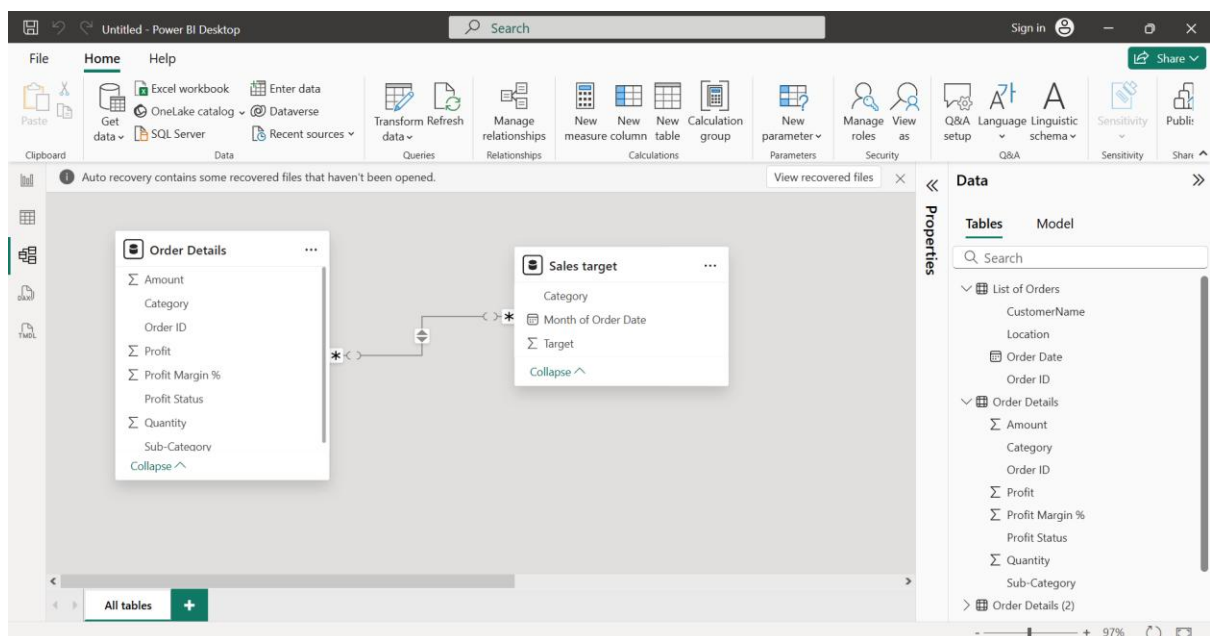 Untitled - Power BI Desktop
Search
Sign in
File
Home
Help
Share
Paste
Get data
Excel workbook
OneLake catalog
SQL Server
Enter data
Dataverse
Recent sources
Transform data
Refresh
Manage relationships
New measure
New column
New table
Calculation group
New parameter
Manage roles
View as
Q&A setup
Language
Linguistic schema
Sensitivity
Clipboard
Data
Queries
Relationships
Calculations
Parameters
Security
Q&A
Sensitivity
Auto recovery contains some recovered files that haven't been opened.
View recovered files
Order Details
Amount
Category
Order ID
Profit
Profit Margin %
Profit Status
Quantity
Sub-Category
Collapse
Sales target
Category
Month of Order Date
Target
Collapse
Properties
Data
Tables
Model
Search
List of Orders
CustomerName
Location
Order Date
Order ID
Order Details
Amount
Category
Order ID
Profit
Profit Margin %
Profit Status
Quantity
Sub-Category
Order Details (2)
All tables
97%